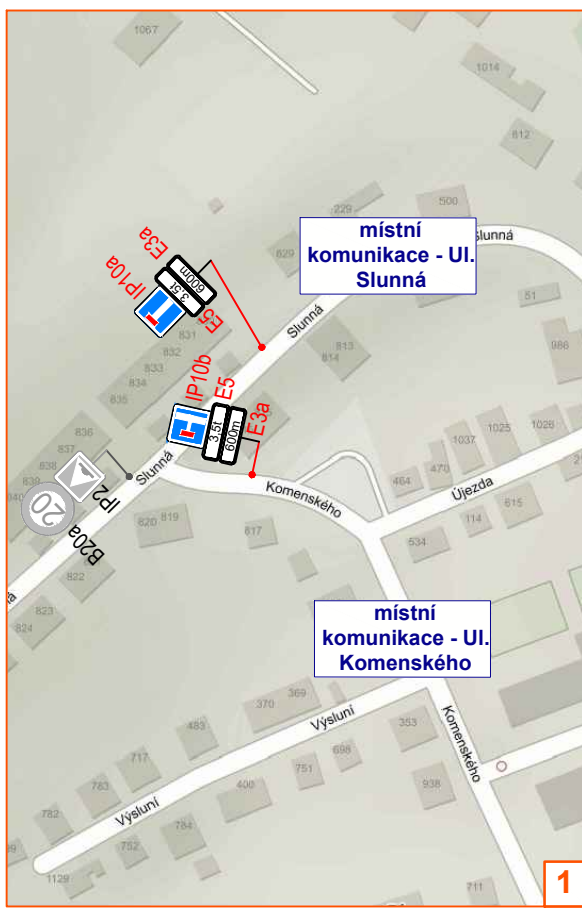 1067
1014
812
500
229
629
místní
komunikace - Ul.
Slunná
Slunná
51
986
E3a
IP10a
3,5t
600m
E5
831
832
833
834
835
Slunná
813
814
IP10b
E5
3,5t
600m
E3a
836
837
838
839
840
Slunná
IP2
20
B20a
820
819
817
Komenského
464
470
1037
1025
1026
Újezda
114
615
534
822
823
824
místní
komunikace - Ul.
Komenského
370
369
Výsluní
353
698
751
400
483
717
783
782
784
752
Výsluní
1129
938
Komenského
711
1